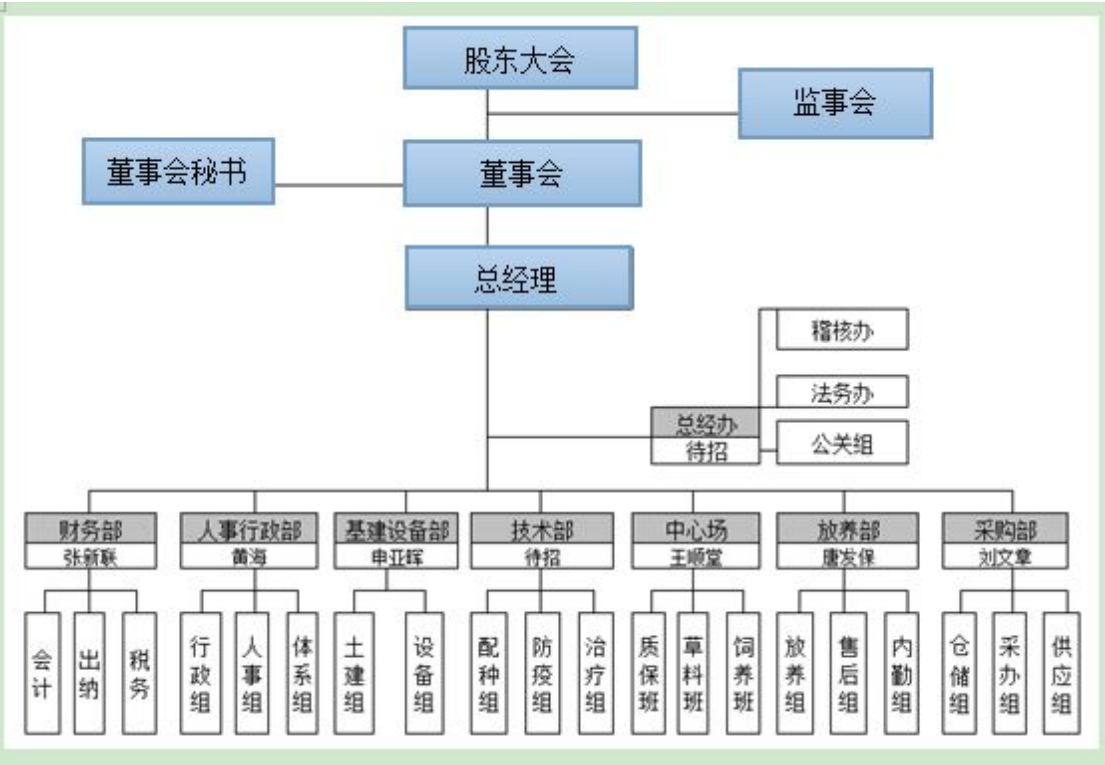 股东大会
监事会
董事会秘书
董事会
总经理
稽核办
法务办
总经办
待招
公关组
财务部
张新联
人事行政部
黄海
基建设备部
申亚晖
技术部
待招
中心场
王顺堂
放养部
唐发保
采购部
刘文章
会计
出纳
税务
行政组
人事组
体系组
土建组
设备组
配种组
防疫组
治疗组
质保班
草料班
饲养班
放养组
售后组
内勤组
仓储组
采办组
供应组